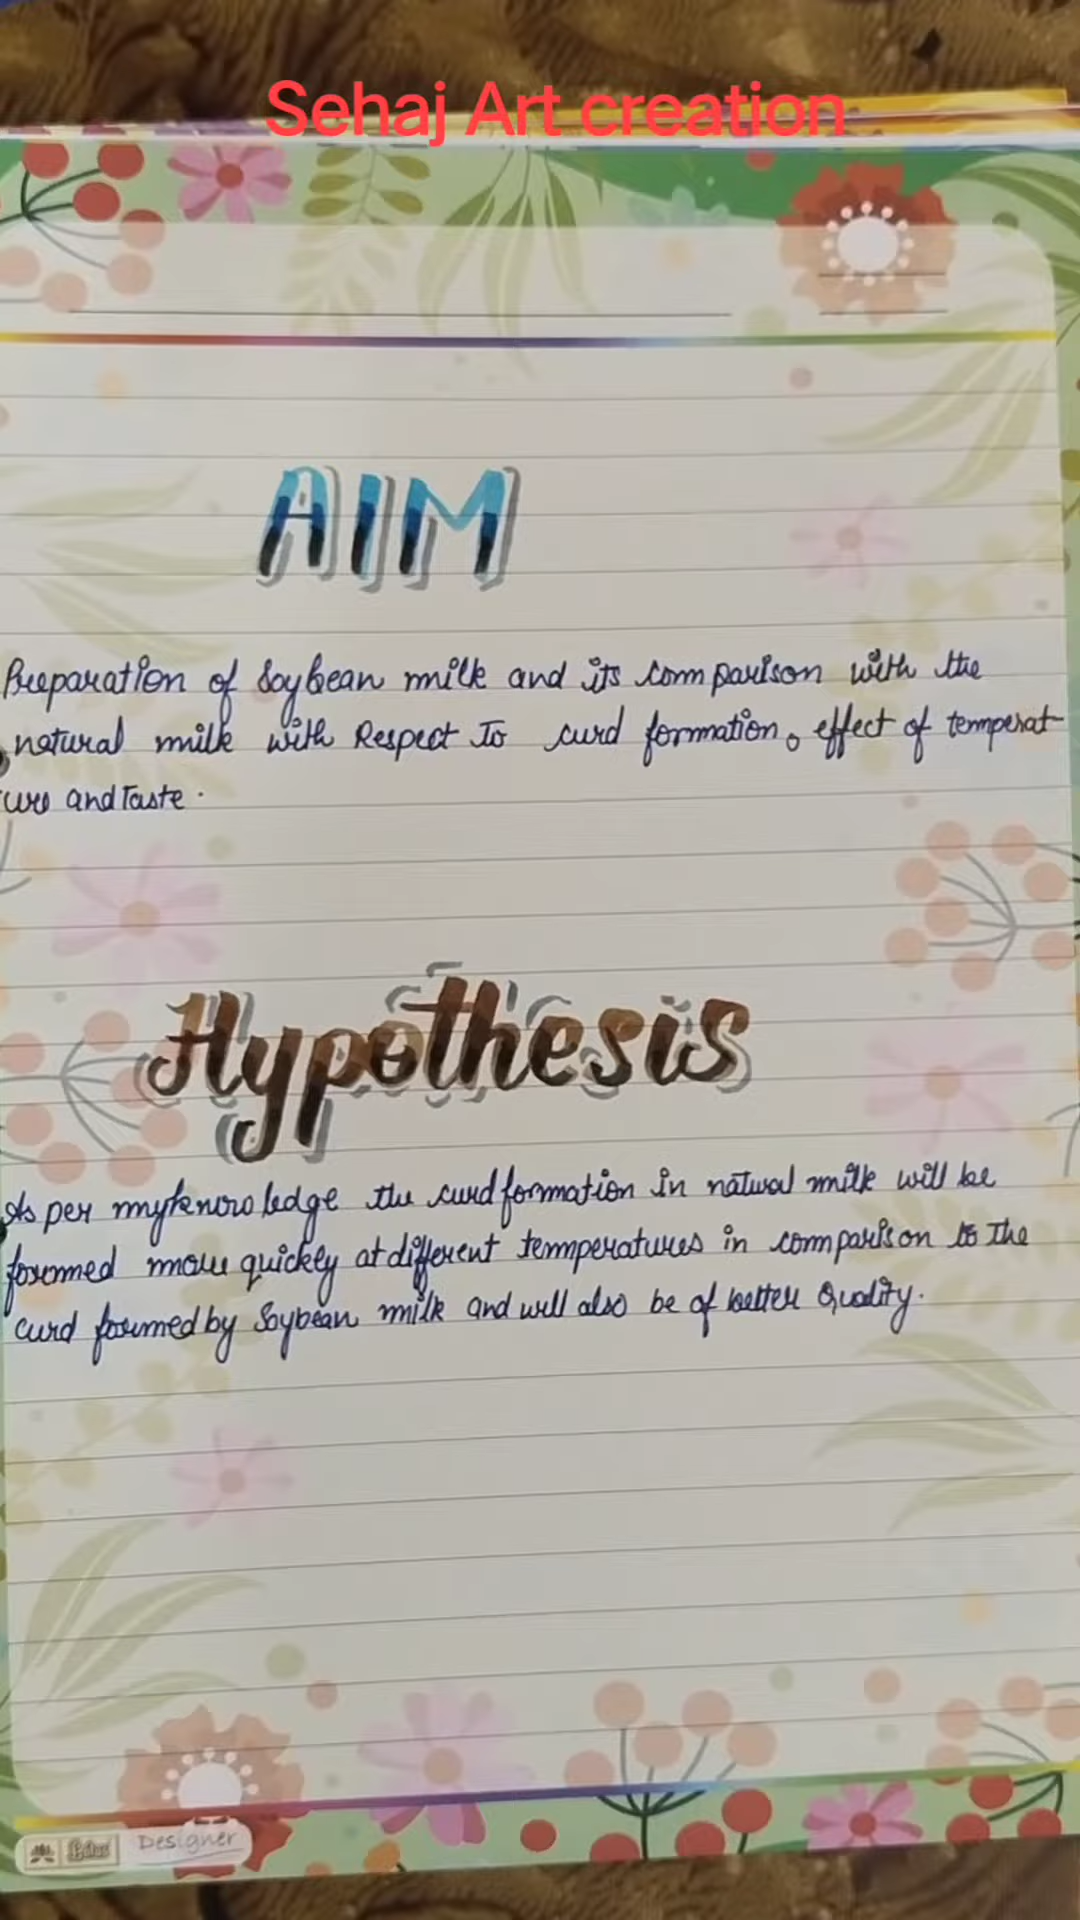 Sehaj Art creation
AIM
Preparation of Soybean milk and its comparison with the
natural milk with Respect To curd formation, effect of temperat-
ure and Taste.
Hypothesis
As per my knowledge the curd formation in natural milk will be
formed more quickly at different temperatures in comparison to the
curd formed by Soybean milk and will also be of better Quality.
Lotus Designer